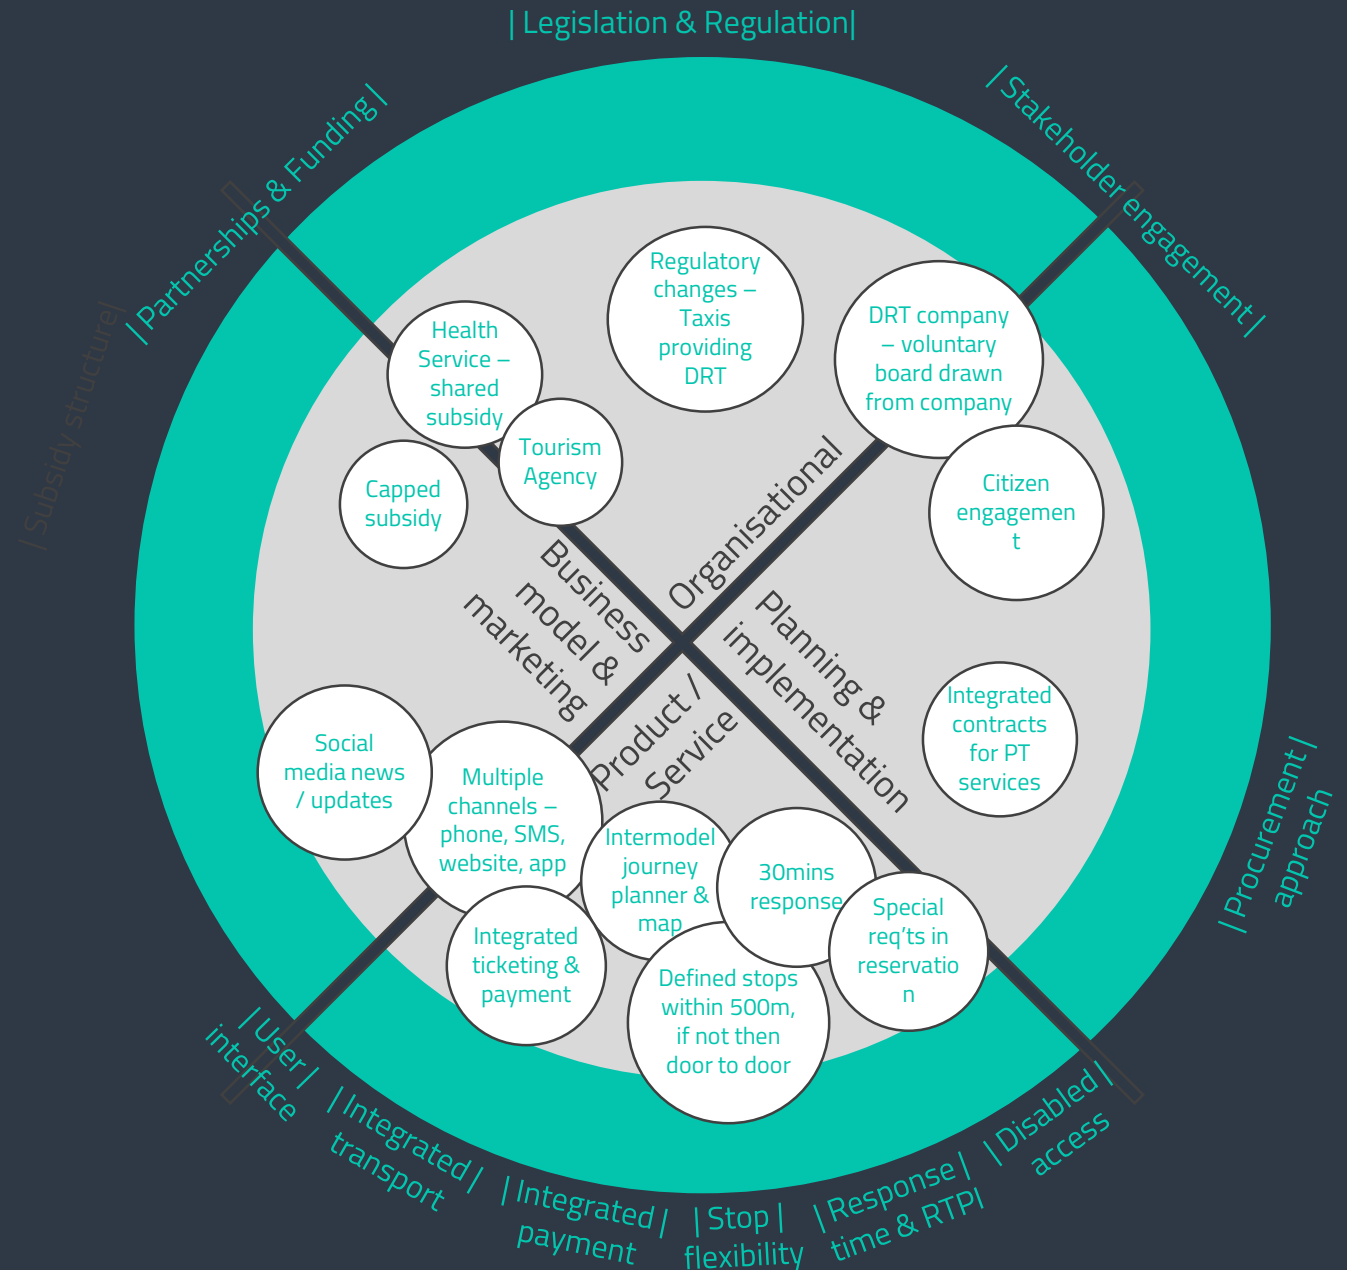 | Legislation & Regulation|
| Partnerships & Funding |
| Stakeholder engagement |
| Subsidy structure|
Regulatory
changes –
Taxis
providing
DRT
Health
Service –
shared
subsidy
Tourism
Agency
Capped
subsidy
DRT company
– voluntary
board drawn
from company
Citizen
engagemen
t
Organisational
Business
model &
marketing
Planning &
implementation
Product /
Service
Integrated
contracts
for PT
services
Social
media news
/ updates
Multiple
channels –
phone, SMS,
website, app
Intermodel
journey
planner &
map
30mins
response
Special
req’ts in
reservatio
n
Integrated
ticketing &
payment
Defined stops
within 500m,
if not then
door to door
| Procurement |
approach
| User |
interface
| Integrated |
transport
| Integrated |
payment
| Stop |
flexibility
| Response |
time & RTPI
| Disabled |
access